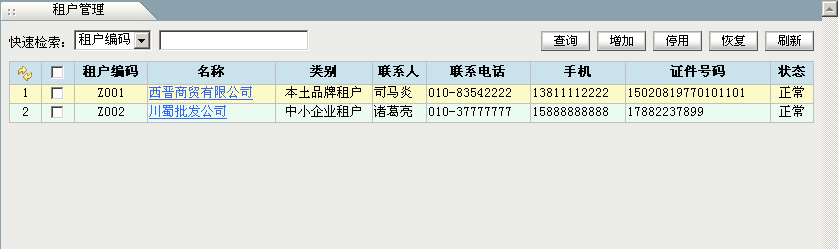 租户管理
快速检索: 租户编码 查询 增加 停用 恢复 刷新
租户编码 名称 类别 联系人 联系电话 手机 证件号码 状态
1 Z001 西晋商贸有限公司 本土品牌租户 司马炎 010-83542222 13811112222 15020819770101101 正常
2 Z002 川蜀批发公司 中小企业租户 诸葛亮 010-37777777 15888888888 17882237899 正常